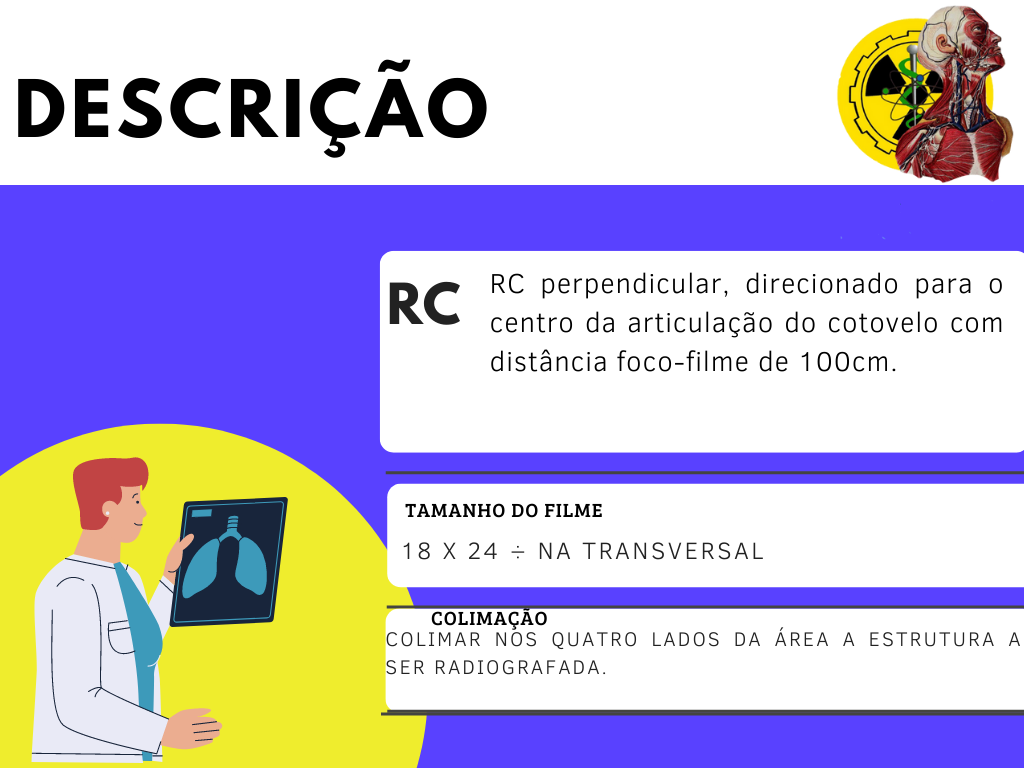 DESCRIÇÃO
RC
RC perpendicular, direcionado para o
centro da articulação do cotovelo com
distância foco-filme de 100cm.
TAMANHO DO FILME
18 X 24 ÷ NA TRANSVERSAL
COLIMAÇÃO
COLIMAR NOS QUATRO LADOS DA ÁREA A ESTRUTURA A
SER RADIOGRAFADA.